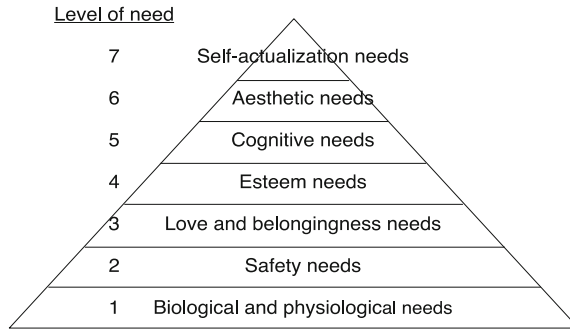 Level of need
7 Self-actualization needs
6 Aesthetic needs
5 Cognitive needs
4 Esteem needs
3 Love and belongingness needs
2 Safety needs
1 Biological and physiological needs